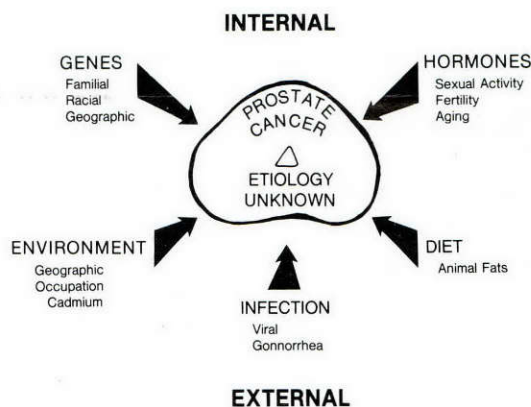 INTERNAL
GENES
Familial
Racial
Geographic
HORMONES
Sexual Activity
Fertility
Aging
PROSTATE
CANCER
ETIOLOGY
UNKNOWN
ENVIRONMENT
Geographic
Occupation
Cadmium
DIET
Animal Fats
INFECTION
Viral
Gonnorrhea
EXTERNAL